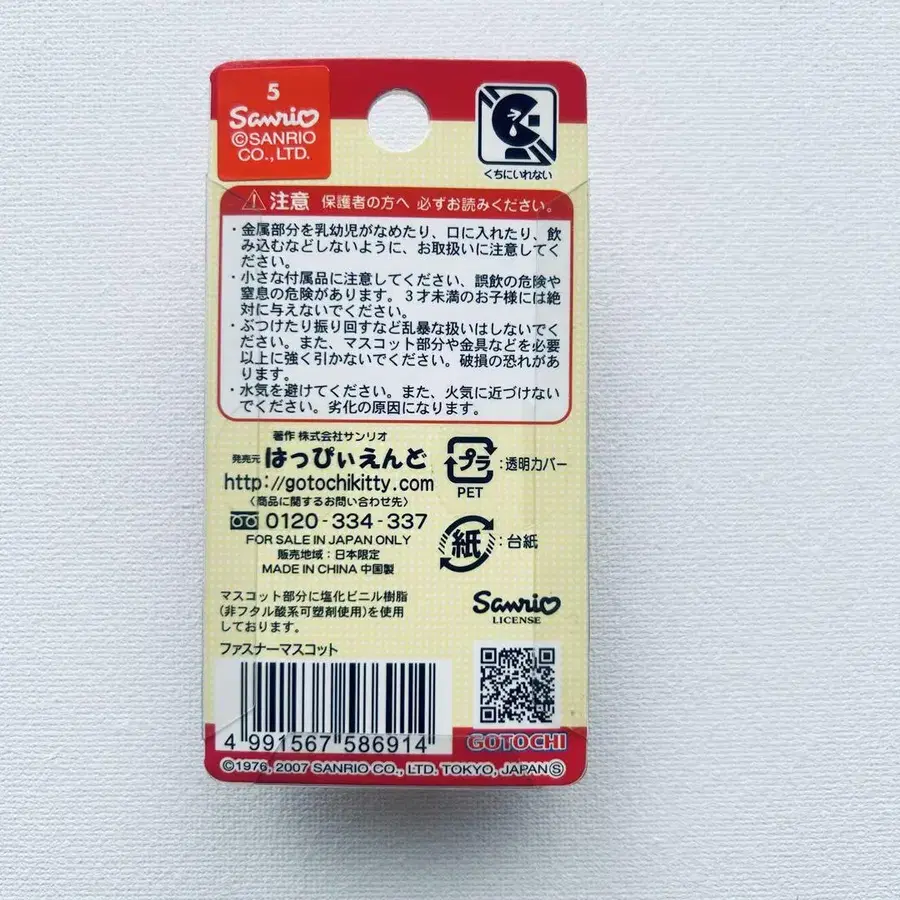 5
Sanrio
©SANRIO
CO., LTD.
くちにいれない
注意 保護者の方へ 必ずお読みください。
・金属部分を乳幼児がなめたり、口に入れたり、飲
み込むなどしないように、お取扱いに注意してく
ださい。
・小さな付属品に注意してください、誤飲の危険や
窒息の危険があります。3才未満のお子様には絶
対に与えないでください。
・ぶつけたり振り回すなど乱暴な扱いはしないでく
ださい。また、マスコット部分や金具などを必要
以上に強く引かないでください。破損の恐れがあ
ります。
・水気を避けてください。また、火気に近づけない
でください。劣化の原因になります。
著作 株式会社サンリオ
発売元 はっぴぃえんど
http://gotochikitty.com
〈商品に関するお問い合わせ先〉
0120-334-337
FOR SALE IN JAPAN ONLY
販売地域：日本限定
MADE IN CHINA 中国製
プラ：透明カバー
PET
紙：台紙
マスコット部分に塩化ビニル樹脂
(非フタル酸系可塑剤使用)を使用
しております。
Sanrio
LICENSE
ファスナーマスコット
4 991567 586914
GOTOCHI
©1976, 2007 SANRIO CO., LTD. TOKYO, JAPAN Ⓢ